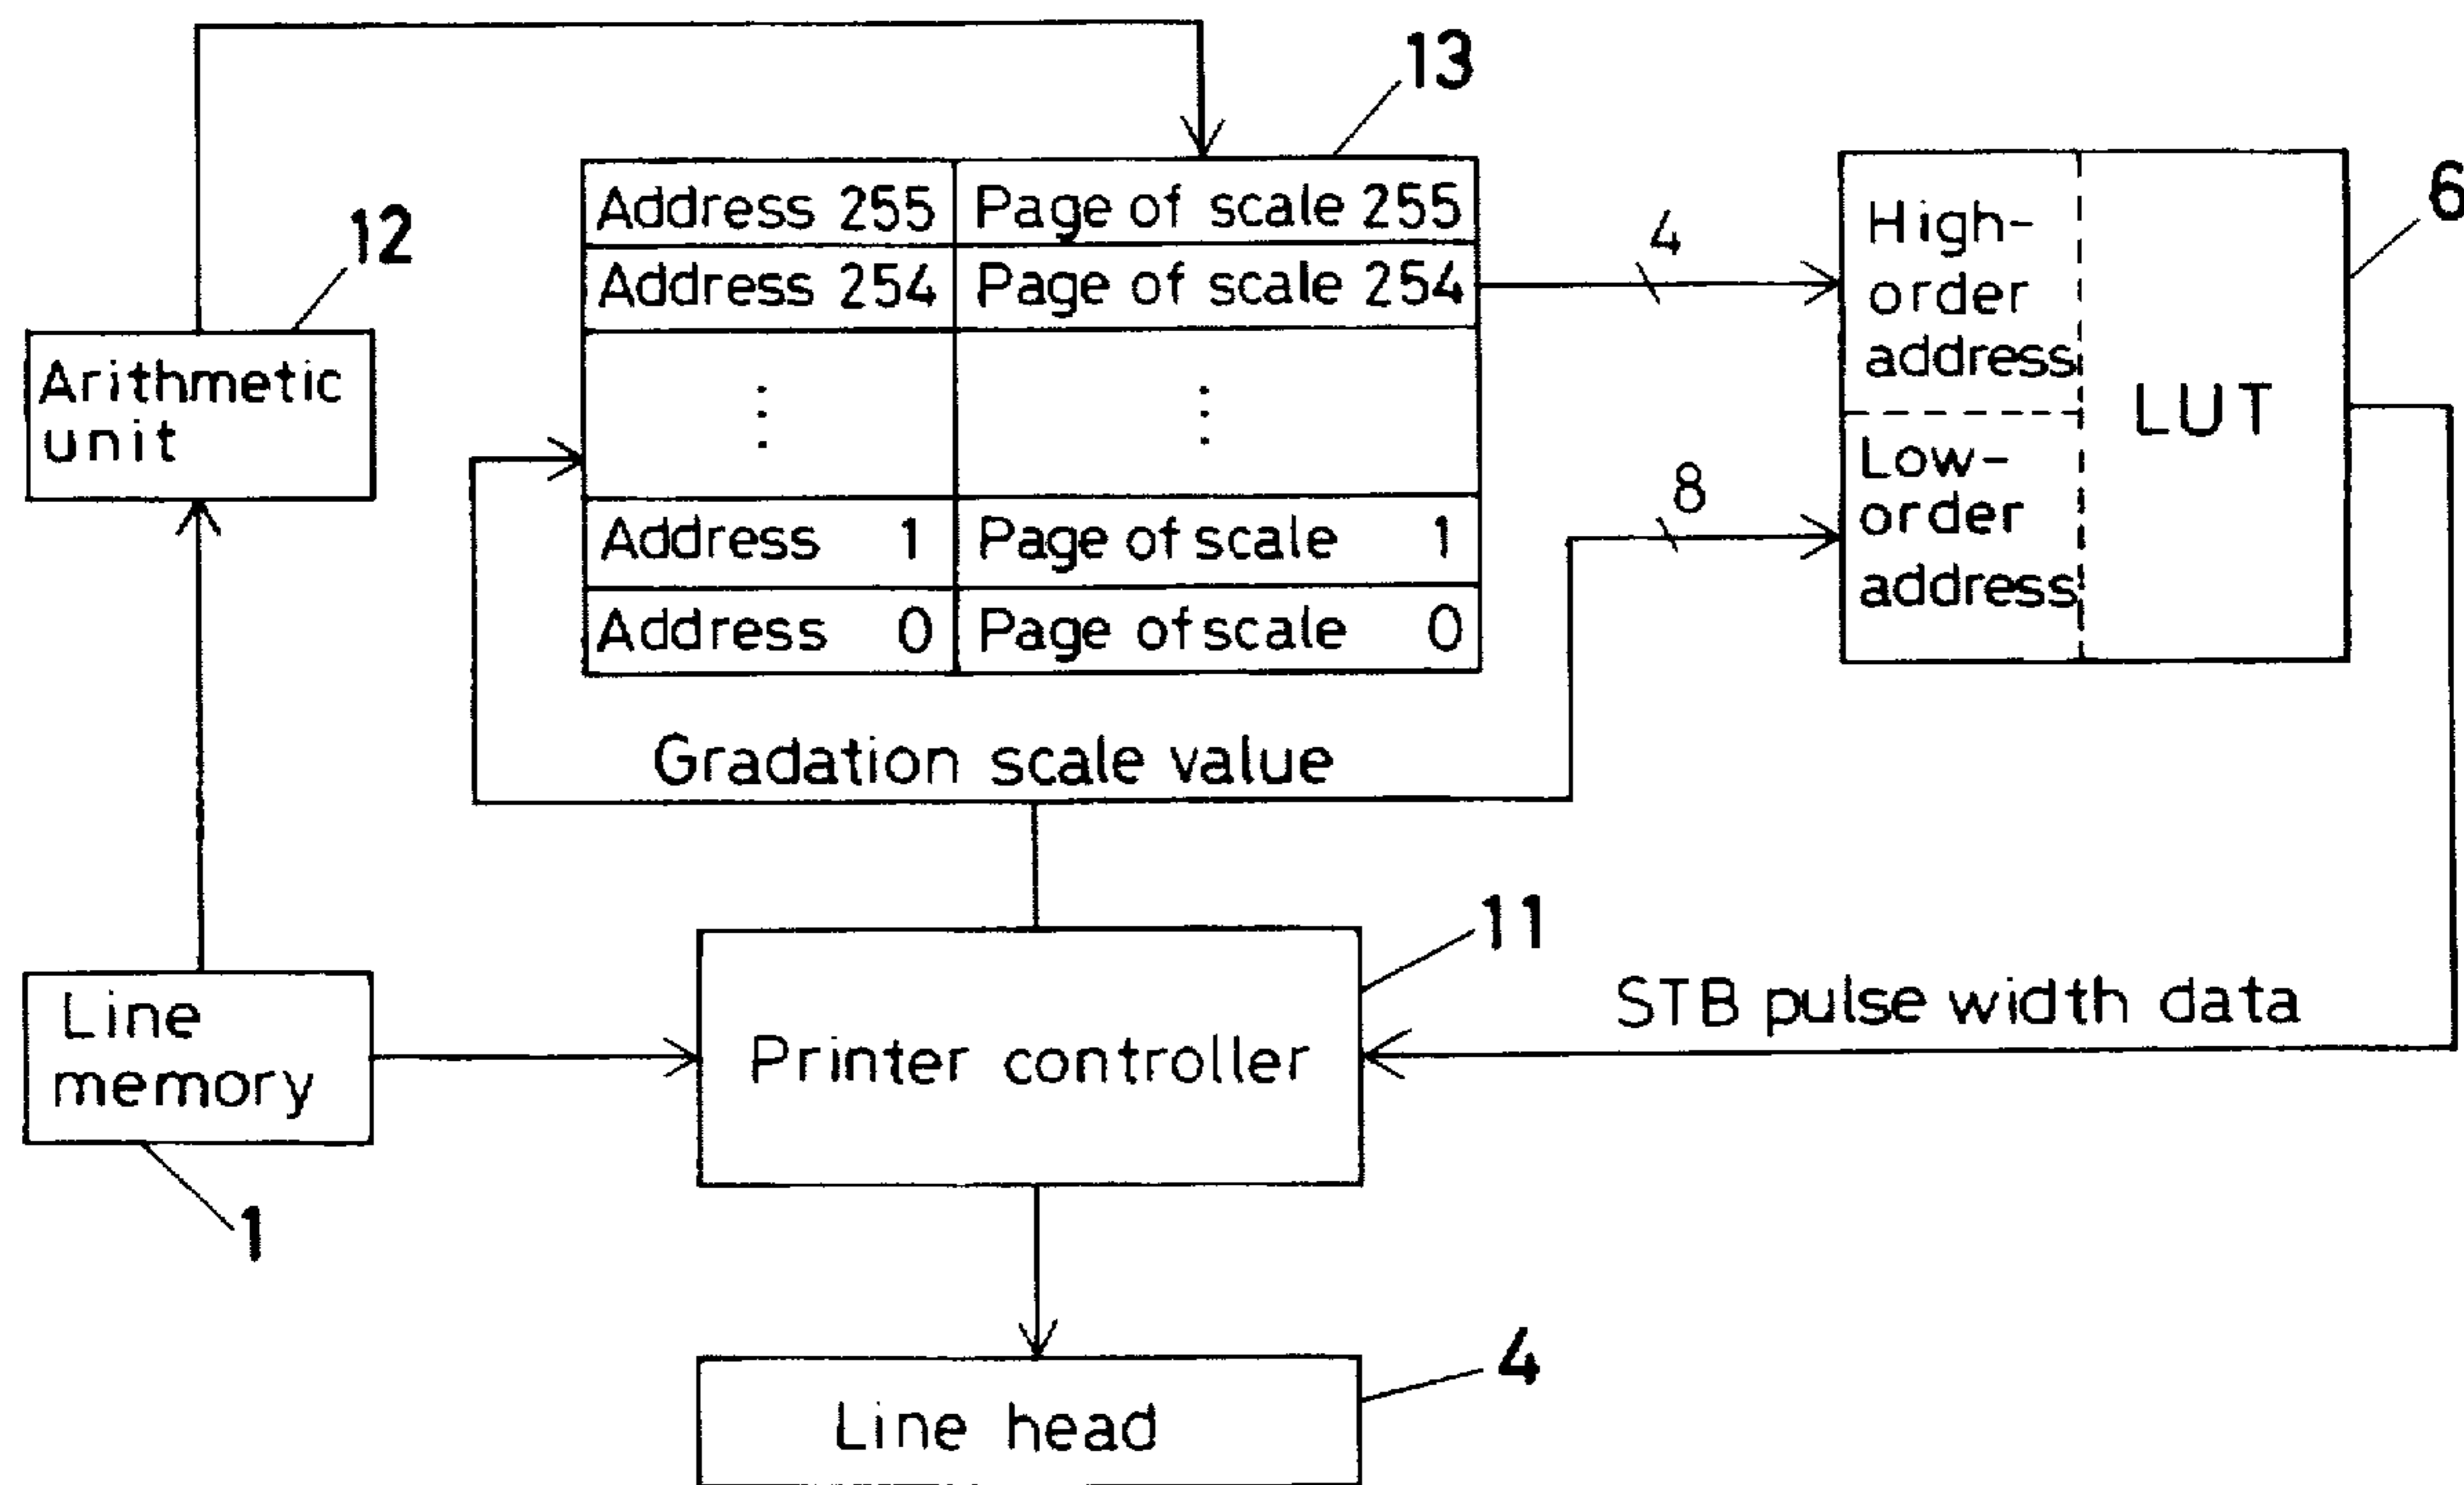 13
12
6
Address 255 Page of scale 255
Address 254 Page of scale 254
⋮ ⋮
Address 1 Page of scale 1
Address 0 Page of scale 0
4
8
High-
order
address
Low-
order
address
LUT
Arithmetic
unit
Gradation scale value
11
Line
memory
1
Printer controller
STB pulse width data
4
Line head